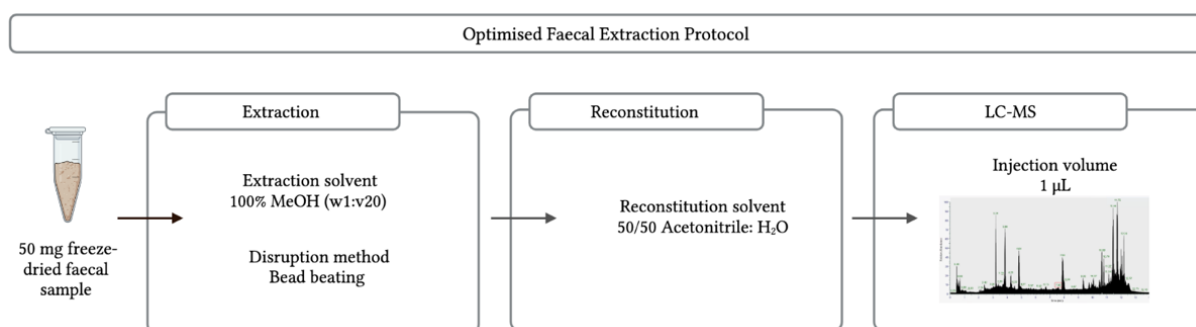 Optimised Faecal Extraction Protocol
Extraction
Reconstitution
LC-MS
50 mg freeze-
dried faecal
sample
Extraction solvent
100% MeOH (w1:v20)
Disruption method
Bead beating
Reconstitution solvent
50/50 Acetonitrile: H₂O
Injection volume
1 µL